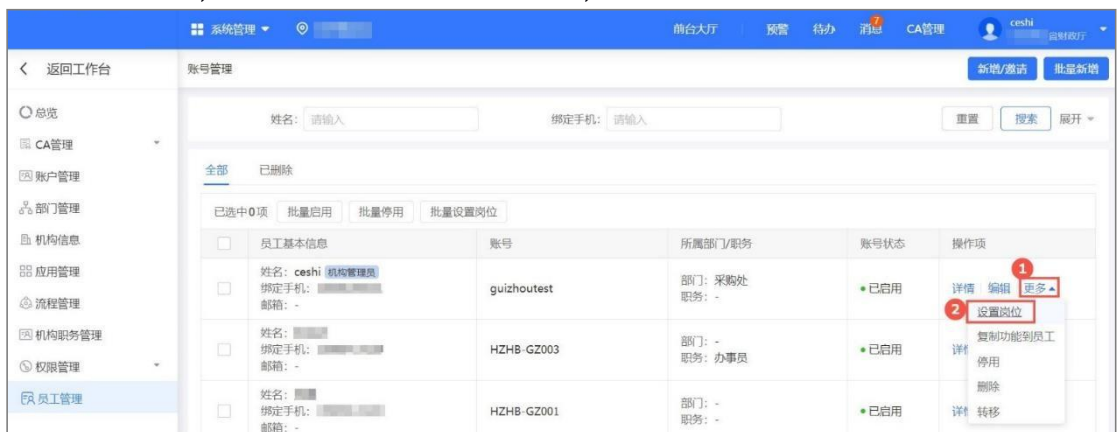 系统管理
前台大厅 预警 待办 消息 7 CA管理 ceshi
省财政厅
返回工作台
账号管理 新增/邀请 批量新增
总览
CA管理
账户管理
部门管理
机构信息
应用管理
流程管理
机构职务管理
权限管理
员工管理
姓名: 请输入 绑定手机: 请输入 重置 搜索 展开
全部 已删除
已选中0项 批量启用 批量停用 批量设置岗位
员工基本信息 账号 所属部门/职务 账号状态 操作项
姓名: ceshi 机构管理员
绑定手机:
邮箱: -
guizhoutest
部门: 采购处
职务: -
已启用
1
详情 编辑 更多
2 设置岗位
复制功能到员工
停用
删除
转移
姓名:
绑定手机:
邮箱: -
HZHB-GZ003
部门: -
职务: 办事员
已启用
姓名:
绑定手机:
邮箱: -
HZHB-GZ001
部门: -
职务: -
已启用